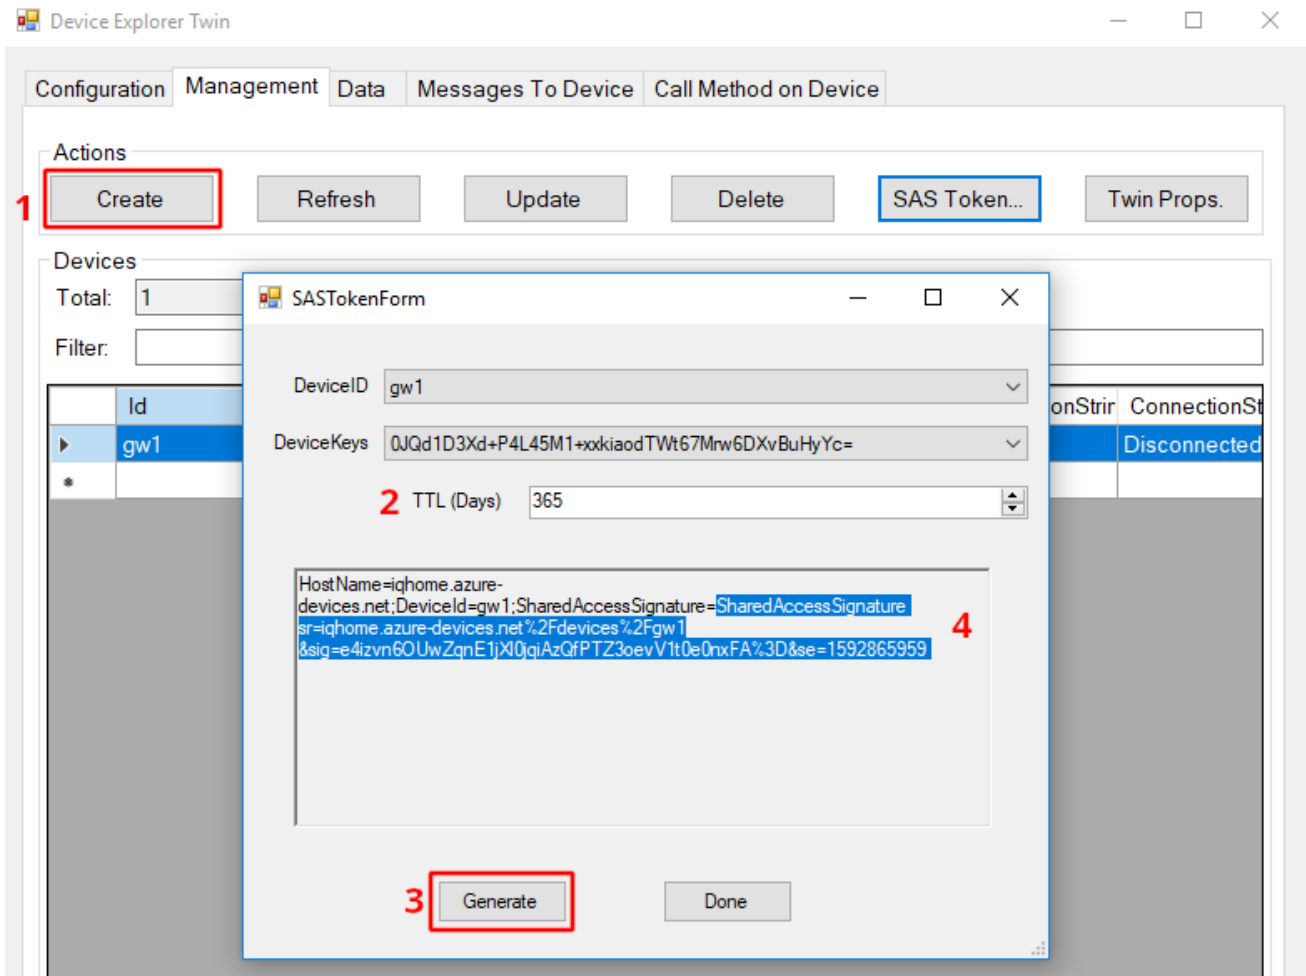 Device Explorer Twin
Configuration Management Data Messages To Device Call Method on Device
Actions
1 Create Refresh Update Delete SAS Token... Twin Props.
Devices
Total: 1
Filter:
Id onStrin ConnectionSt
gw1 Disconnected
SASTokenForm
DeviceID gw1
DeviceKeys 0JQd1D3Xd+P4L45M1+xxkiaodTWt67Mrw6DXvBuHyYc=
2 TTL (Days) 365
HostName=iqhome.azure-
devices.net;DeviceId=gw1;SharedAccessSignature=SharedAccessSignature
sr=iqhome.azure-devices.net%2Fdevices%2Fgw1
&sig=e4izvn6OUwZqnE1jXI0jqiAzQfPTZ3oevV1t0e0nxFA%3D&se=1592865959
4
3 Generate Done